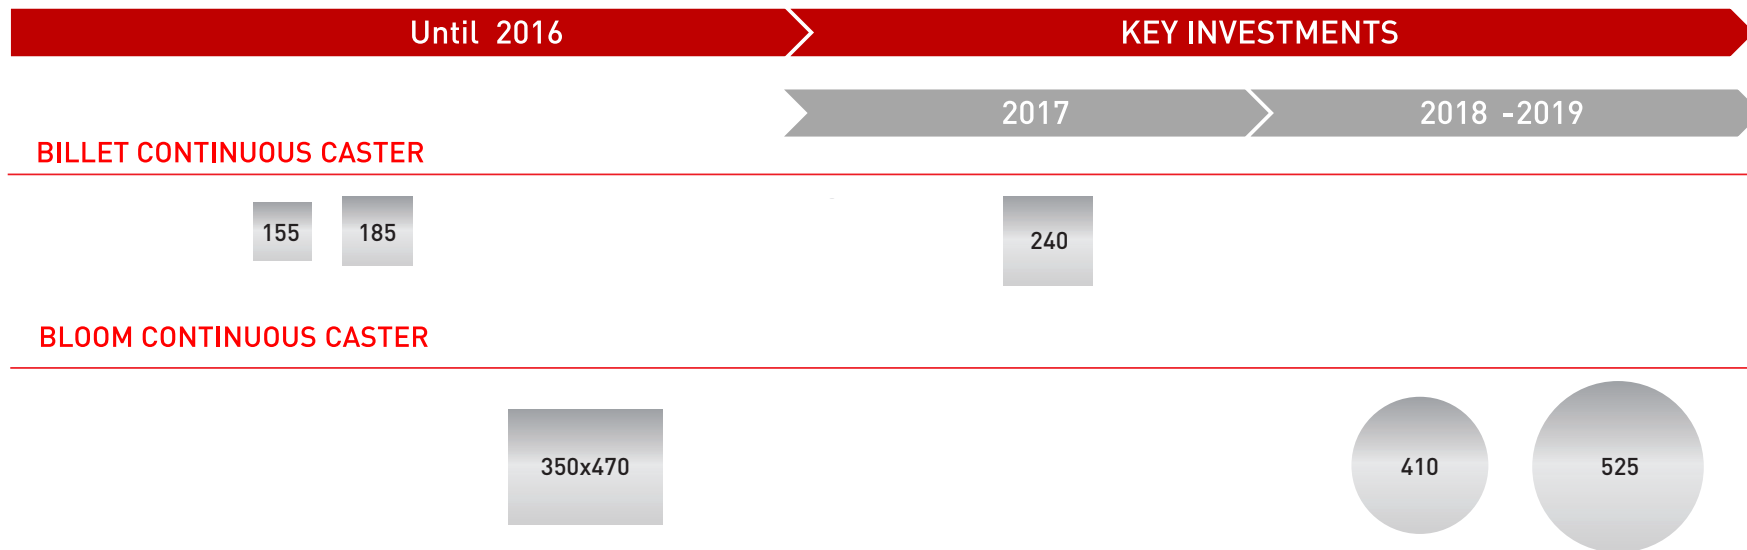 Until 2016
KEY INVESTMENTS
2017
2018 -2019
BILLET CONTINUOUS CASTER
155
185
240
BLOOM CONTINUOUS CASTER
350x470
410
525